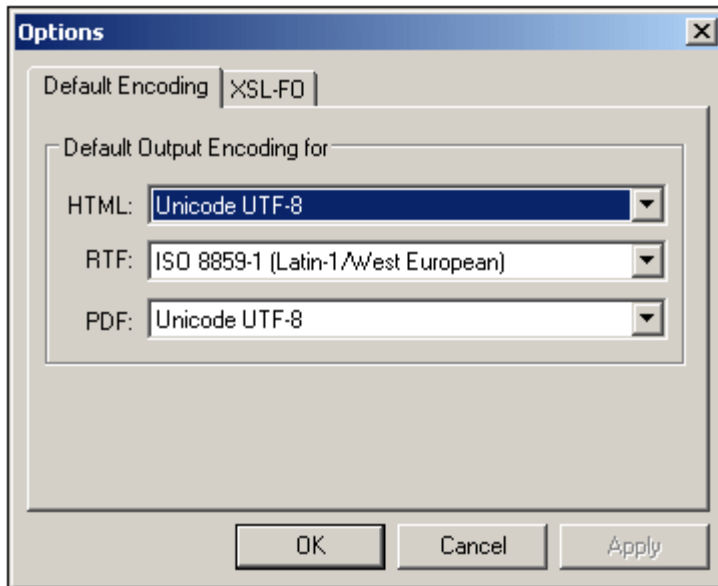 Options
Default Encoding XSL-FO
Default Output Encoding for
HTML: Unicode UTF-8
RTF: ISO 8859-1 (Latin-1/West European)
PDF: Unicode UTF-8
OK Cancel Apply